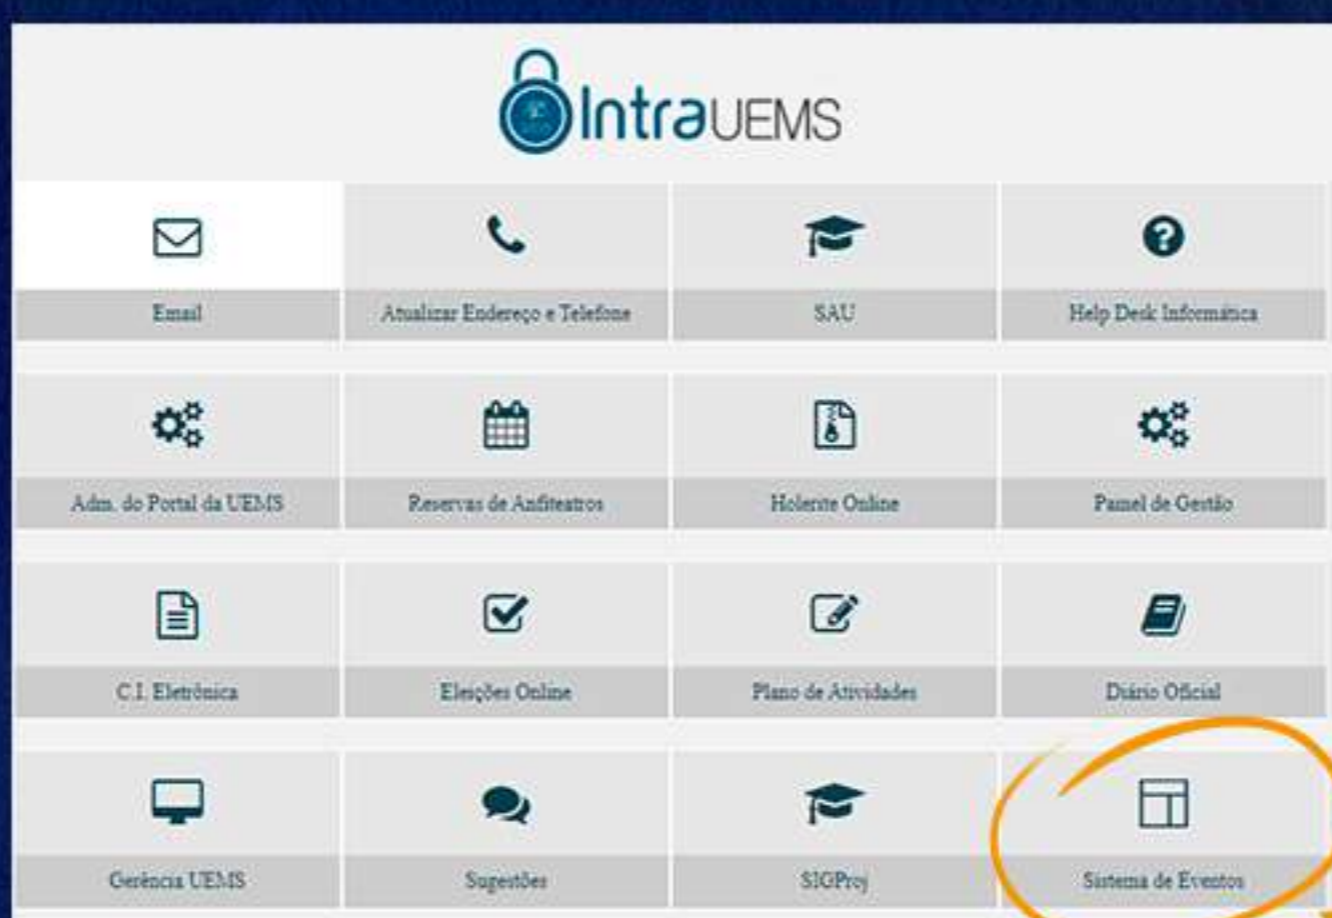 IntraUEMS
Email
Atualizar Endereço e Telefone
SAU
Help Desk Informática
Adm. do Portal da UEMS
Reservas de Anfiteatros
Holerite Online
Painel de Gestão
C.I. Eletrônica
Eleições Online
Plano de Atividades
Diário Oficial
Gerência UEMS
Sugestões
SIGProj
Sistema de Eventos